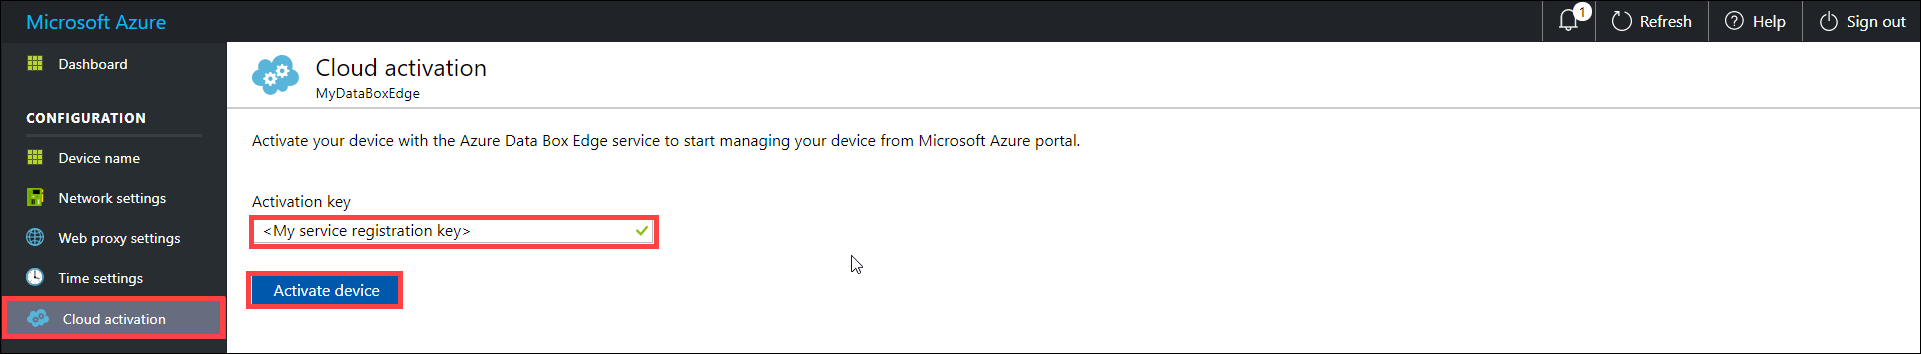 Microsoft Azure
1
Refresh
Help
Sign out
Dashboard
CONFIGURATION
Device name
Network settings
Web proxy settings
Time settings
Cloud activation
Cloud activation
MyDataBoxEdge
Activate your device with the Azure Data Box Edge service to start managing your device from Microsoft Azure portal.
Activation key
<My service registration key>
Activate device